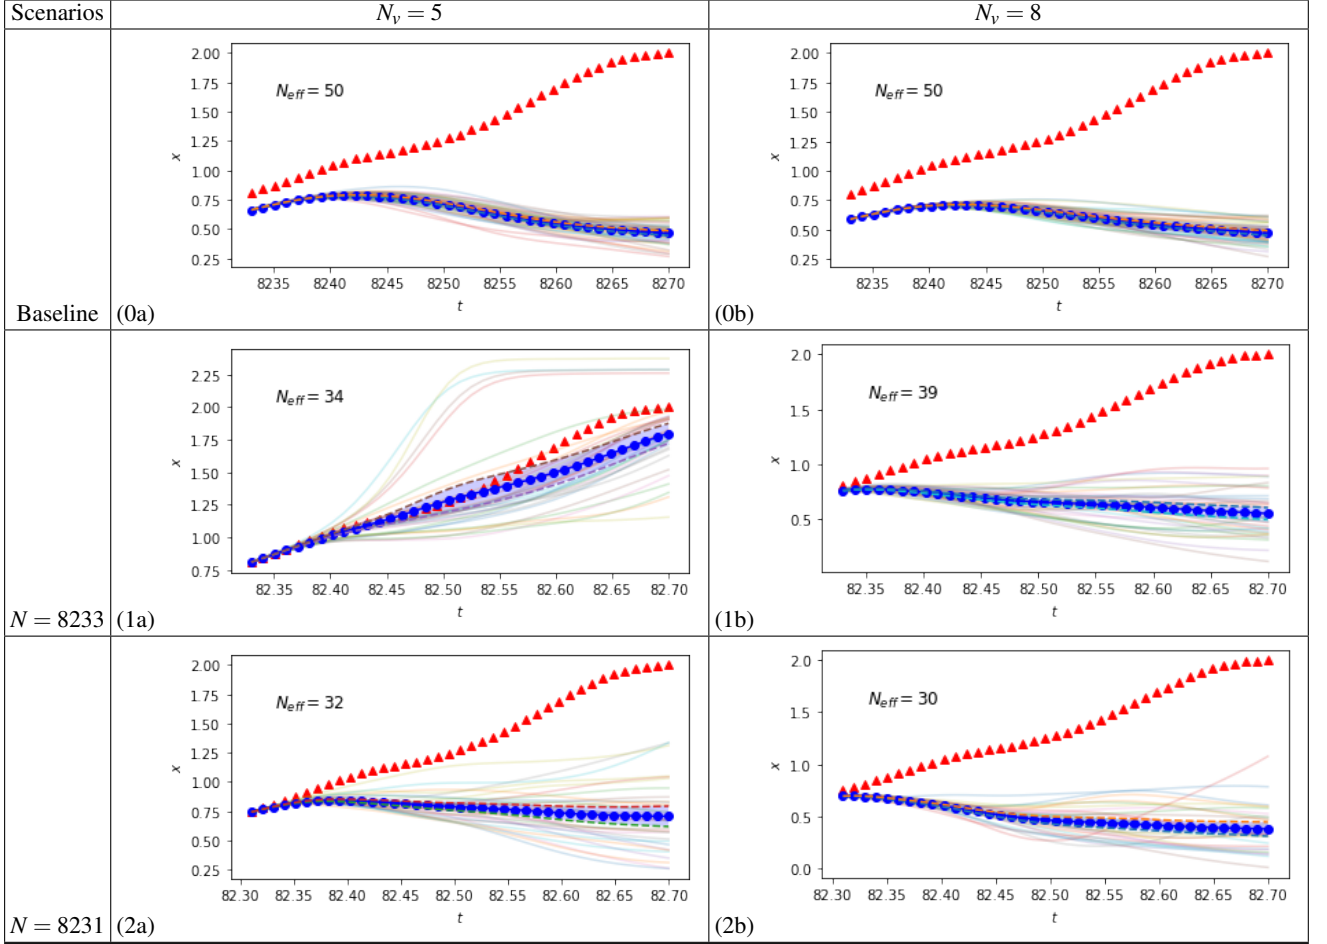 Scenarios N_v = 5 N_v = 8
2.00
1.75
1.50
1.25
1.00
0.75
0.50
0.25
x
N_eff = 50
8235 8240 8245 8250 8255 8260 8265 8270
t
2.00
1.75
1.50
1.25
1.00
0.75
0.50
0.25
x
N_eff = 50
8235 8240 8245 8250 8255 8260 8265 8270
t
Baseline (0a) (0b)
2.25
2.00
1.75
1.50
1.25
1.00
0.75
x
N_eff = 34
82.35 82.40 82.45 82.50 82.55 82.60 82.65 82.70
t
2.0
1.5
1.0
0.5
x
N_eff = 39
82.35 82.40 82.45 82.50 82.55 82.60 82.65 82.70
t
N = 8233 (1a) (1b)
2.00
1.75
1.50
1.25
1.00
0.75
0.50
0.25
x
N_eff = 32
82.30 82.35 82.40 82.45 82.50 82.55 82.60 82.65 82.70
t
2.0
1.5
1.0
0.5
0.0
x
N_eff = 30
82.30 82.35 82.40 82.45 82.50 82.55 82.60 82.65 82.70
t
N = 8231 (2a) (2b)